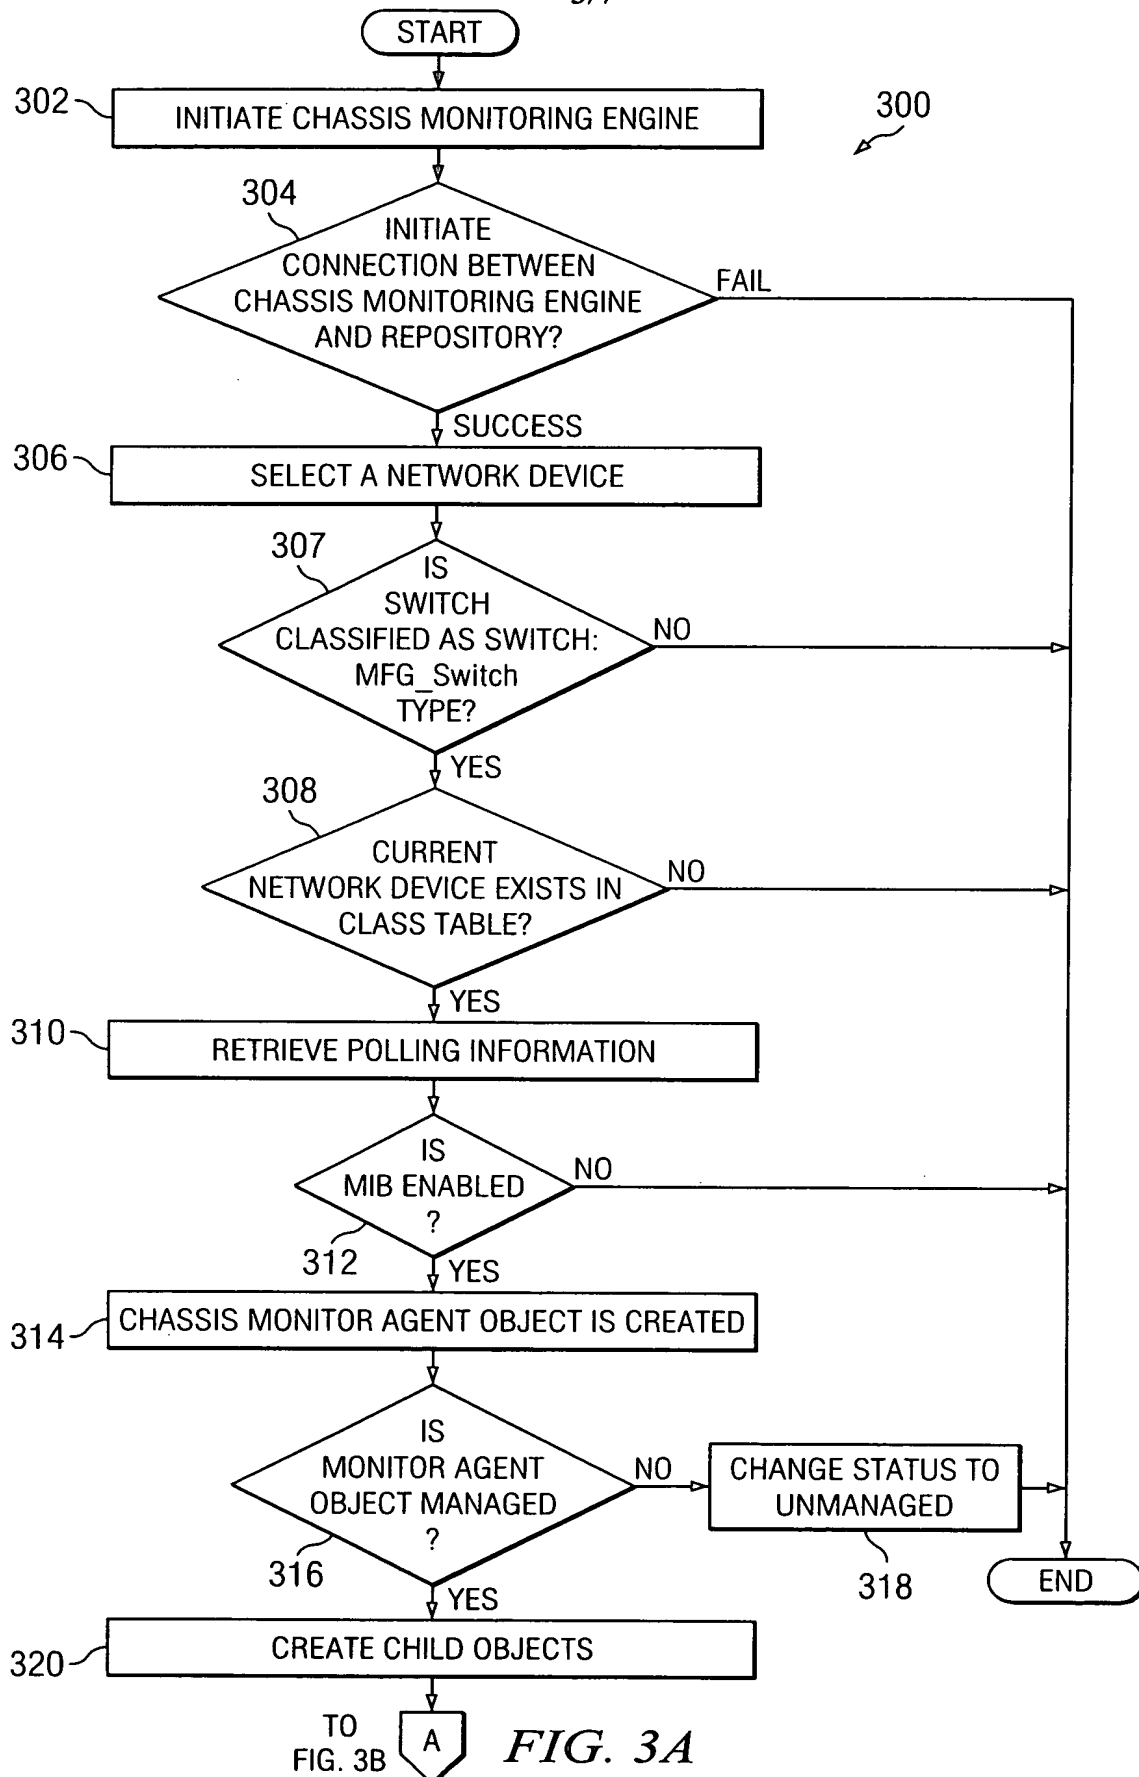 START
302
INITIATE CHASSIS MONITORING ENGINE
300
304
INITIATE
CONNECTION BETWEEN
CHASSIS MONITORING ENGINE
AND REPOSITORY?
FAIL
SUCCESS
306
SELECT A NETWORK DEVICE
307
IS
SWITCH
CLASSIFIED AS SWITCH:
MFG_Switch
TYPE?
NO
YES
308
CURRENT
NETWORK DEVICE EXISTS IN
CLASS TABLE?
NO
YES
310
RETRIEVE POLLING INFORMATION
IS
MIB ENABLED
?
NO
312
YES
314
CHASSIS MONITOR AGENT OBJECT IS CREATED
IS
MONITOR AGENT
OBJECT MANAGED
?
NO
CHANGE STATUS TO
UNMANAGED
316
318
END
YES
320
CREATE CHILD OBJECTS
TO
FIG. 3B
A
FIG. 3A